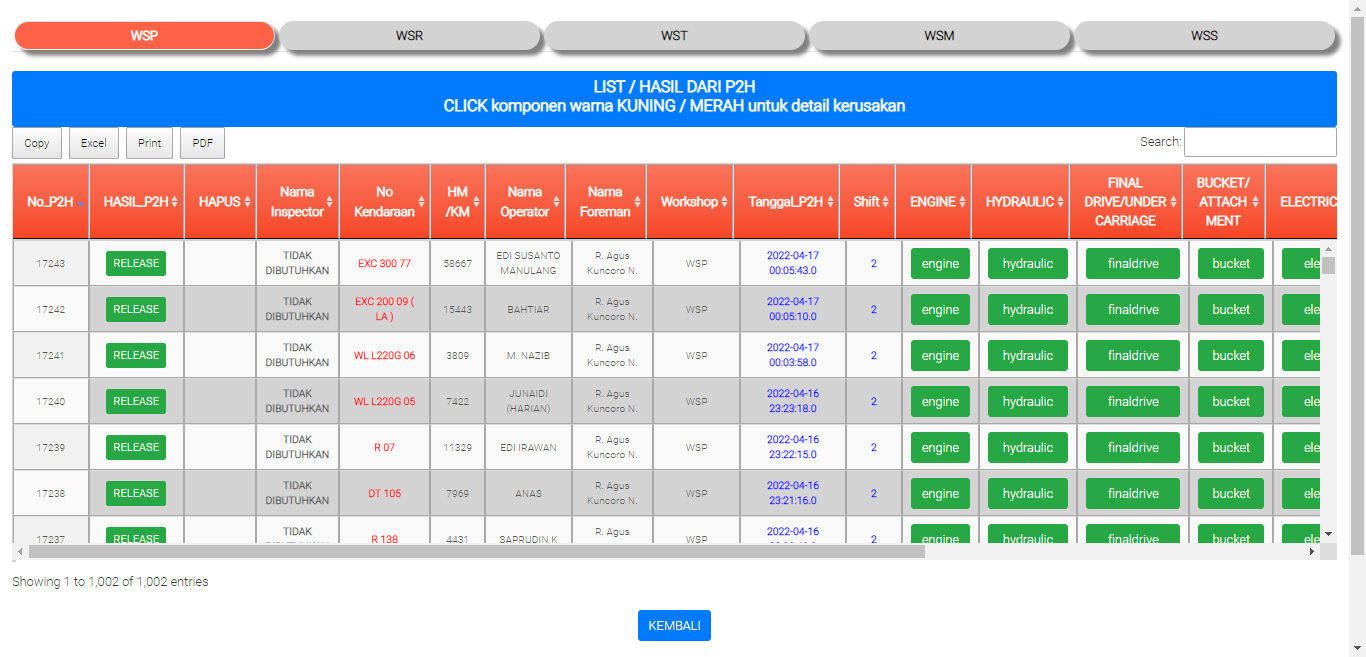 WSP WSR WST WSM WSS
LIST / HASIL DARI P2H
CLICK komponen warna KUNING / MERAH untuk detail kerusakan
Copy Excel Print PDF Search:
No_P2H HASIL_P2H HAPUS Nama Inspector No Kendaraan HM /KM Nama Operator Nama Foreman Workshop Tanggal_P2H Shift ENGINE HYDRAULIC FINAL DRIVE/UNDER CARRIAGE BUCKET/ ATTACH MENT ELECTRIC
17243 RELEASE TIDAK DIBUTUHKAN EXC 300 77 58667 EDI SUSANTO MANULANG R. Agus Kuncoro N. WSP 2022-04-17 00:05:43.0 2 engine hydraulic finaldrive bucket ele
17242 RELEASE TIDAK DIBUTUHKAN EXC 200 09 ( LA ) 15443 BAHTIAR R. Agus Kuncoro N. WSP 2022-04-17 00:05:10.0 2 engine hydraulic finaldrive bucket ele
17241 RELEASE TIDAK DIBUTUHKAN WL L220G 06 3809 M. NAZIB R. Agus Kuncoro N. WSP 2022-04-17 00:03:58.0 2 engine hydraulic finaldrive bucket ele
17240 RELEASE TIDAK DIBUTUHKAN WL L220G 05 7422 JUNAIDI (HARIAN) R. Agus Kuncoro N. WSP 2022-04-16 23:23:18.0 2 engine hydraulic finaldrive bucket ele
17239 RELEASE TIDAK DIBUTUHKAN R 07 11329 EDI IRAWAN R. Agus Kuncoro N. WSP 2022-04-16 23:22:15.0 2 engine hydraulic finaldrive bucket ele
17238 RELEASE TIDAK DIBUTUHKAN DT 105 7969 ANAS R. Agus Kuncoro N. WSP 2022-04-16 23:21:16.0 2 engine hydraulic finaldrive bucket ele
17237 RELEASE TIDAK R 138 4431 SAPRUDIN K R. Agus WSP 2022-04-16 2 engine hydraulic finaldrive bucket ele
Showing 1 to 1,002 of 1,002 entries
KEMBALI